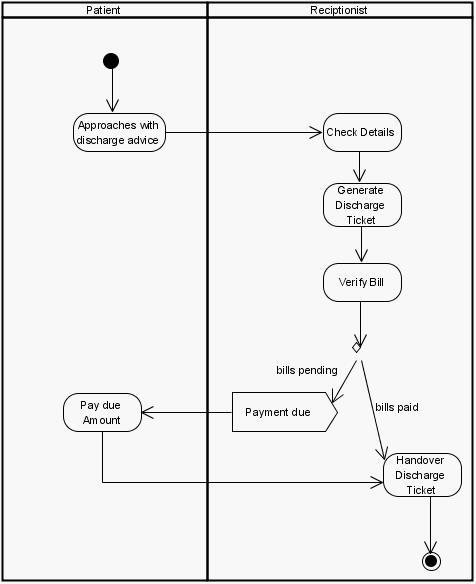 Patient
Reciptionist
Approaches with
discharge advice
Check Details
Generate
Discharge
Ticket
Verify Bill
bills pending
bills paid
Pay due
Amount
Payment due
Handover
Discharge
Ticket